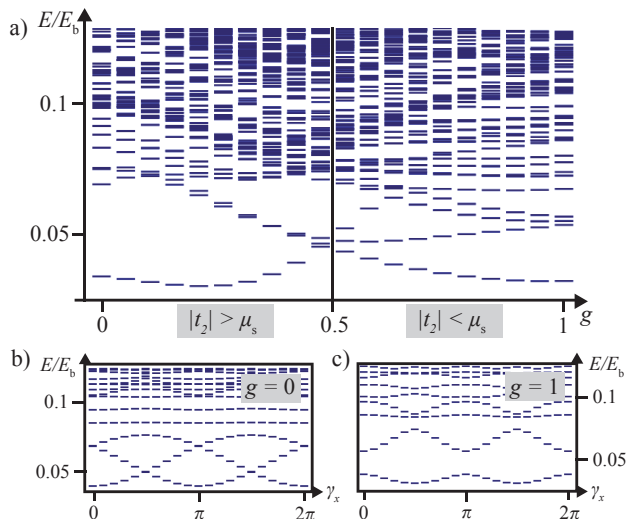 a)
E/E_b
0.1
0.05
0
0.5
1
g
|t_2| > μ_s
|t_2| < μ_s
b)
E/E_b
0.1
0.05
g = 0
0
π
2π
γ_x
c)
E/E_b
0.1
0.05
g = 1
0
π
2π
γ_x